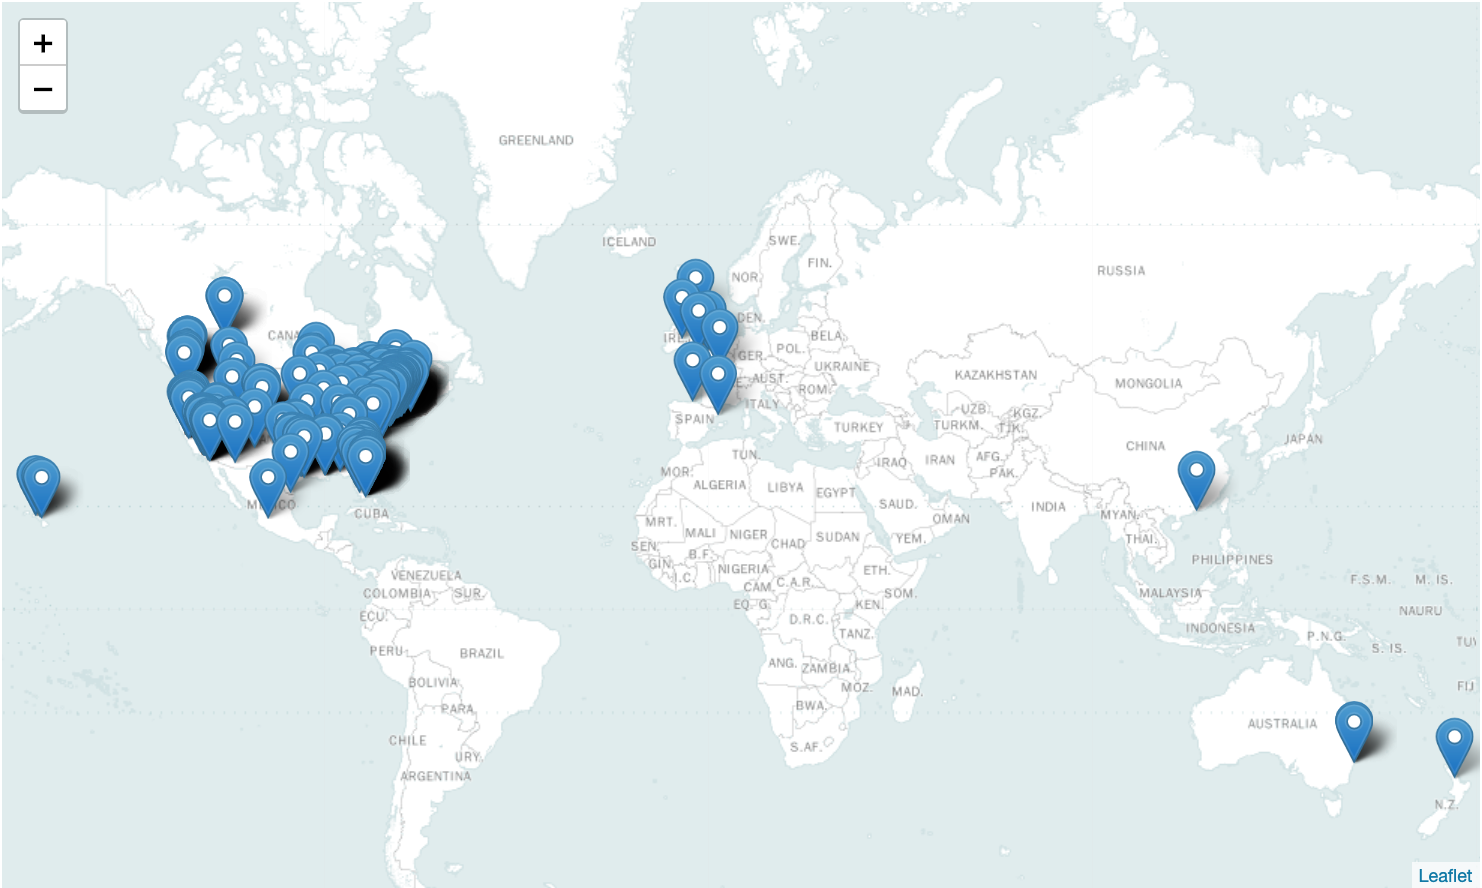 +
−
GREENLAND
ICELAND
SWE.
FIN.
NOR.
RUSSIA
CANA
DEN.
IRE
BELA.
POL.
GER.
UKRAINE
KAZAKHSTAN
MONGOLIA
AUST.
ROM.
ITALY
SPAIN
UZB.
KGZ.
TURKM.
TJK.
TURKEY
CHINA
JAPAN
TUN.
MOR.
IRAQ
IRAN
AFG.
PAK.
ALGERIA
LIBYA
EGYPT
SAUD.
INDIA
MEXICO
CUBA
MRT.
MALI
NIGER
CHAD
SUDAN
OMAN
YEM.
MYAN.
THAI.
SEN.
B.F.
GIN.
I.C.
NIGERIA
ETH.
PHILIPPINES
VENEZUELA
COLOMBIA
SUR.
CAM.
C.A.R.
SOM.
F.S.M.
M. IS.
MALAYSIA
ECU.
EQ. G.
KEN.
NAURU
D.R.C.
TANZ.
INDONESIA
P.N.G.
S. IS.
TUV
PERU
BRAZIL
ANG.
ZAMBIA
BOLIVIA
MOZ.
MAD.
FIJ
PARA.
BWA.
AUSTRALIA
CHILE
URY.
S.AF.
ARGENTINA
N.Z.
Leaflet